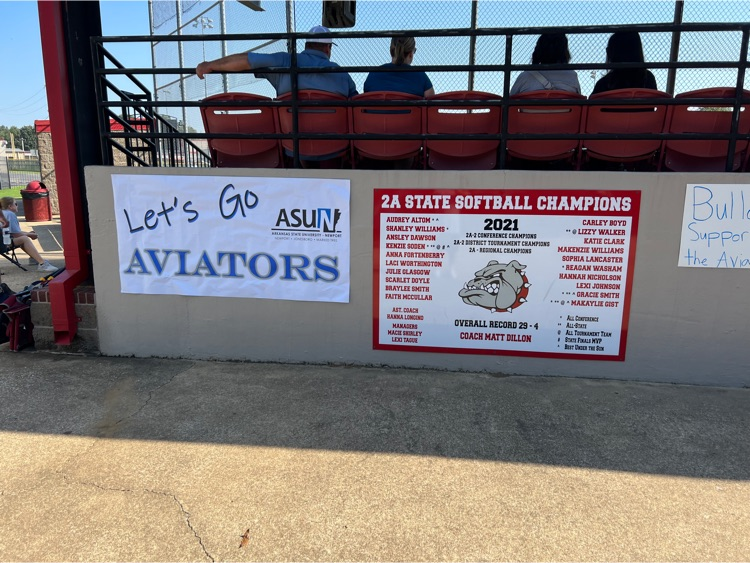 Let's Go
ASUN
ARKANSAS STATE UNIVERSITY - NEWPORT
AVIATORS
2A STATE SOFTBALL CHAMPIONS
2021
2A-2 CONFERENCE CHAMPIONS
2A-2 DISTRICT TOURNAMENT CHAMPIONS
2A - REGIONAL CHAMPIONS
AUDREY ALTOM * *
SHANLEY WILLIAMS *
ANSLEY DAWSON
KENZIE
ANNA FORTENBERRY
LACI WORTHINGTON
JULIE GLASGOW
SCARLET DOYLE
BRAYLEE SMITH
FAITH MCCULLAR
AST. COACH
HANNA LONGINO
MANAGERS
MACIE SHIRLEY
LEXI TAGUE
CARLEY BOYD
LIZZY WALKER
KATIE CLARK
MAKENZIE WILLIAMS
SOPHIA LANCASTER
* REAGAN WASHAM
HANNAH NICHOLSON
LEXI JOHNSON
GRACIE SMITH
MAKAYLIE GIST
OVERALL RECORD 29 - 4
COACH MATT DILLON
ALL CONFERENCE
ALL-STATE
@ ALL TOURNAMENT TEAM
# STATE FINALS MVP
BEST UNDER THE SUN
Bull
Suppor
the Avia